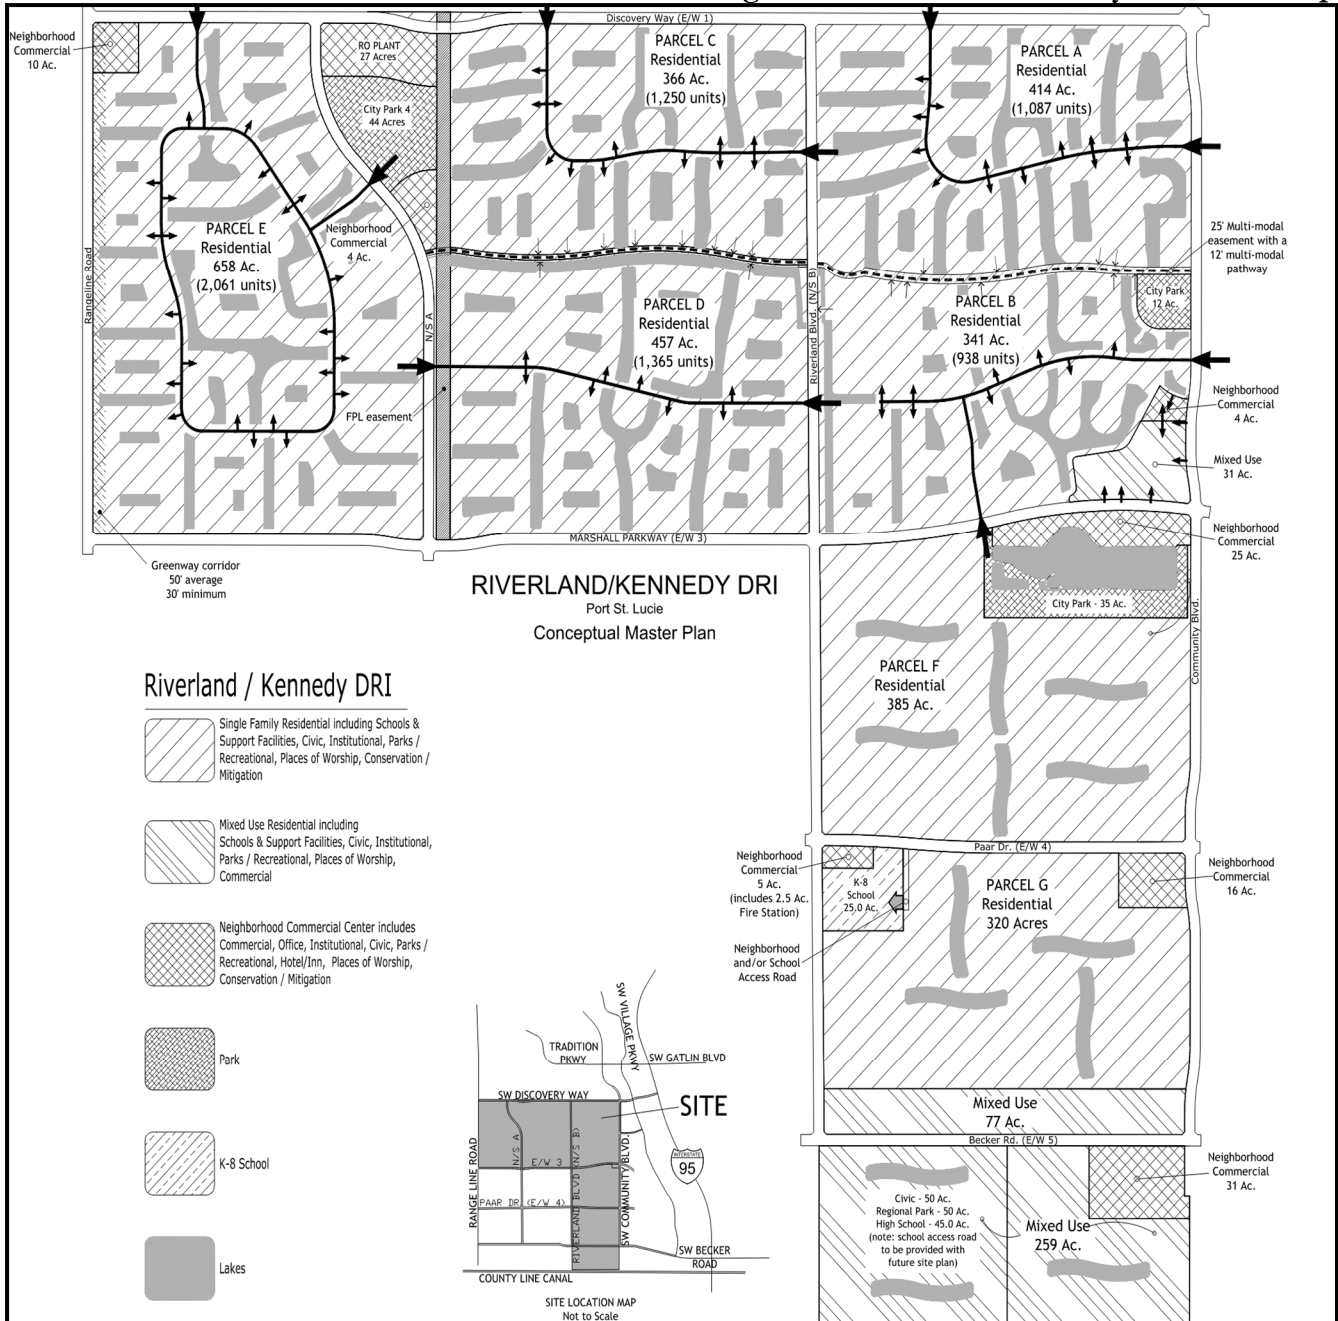 Discovery Way (E/W 1)
Neighborhood
Commercial
10 Ac.
RO PLANT
27 Acres
City Park 4
44 Acres
PARCEL C
Residential
366 Ac.
(1,250 units)
PARCEL A
Residential
414 Ac.
(1,087 units)
PARCEL E
Residential
658 Ac.
(2,061 units)
Neighborhood
Commercial
4 Ac.
25' Multi-modal
easement with a
12' multi-modal
pathway
Rangeline Road
N/S A
PARCEL D
Residential
457 Ac.
(1,365 units)
Riverland Blvd. (N/S B)
PARCEL B
Residential
341 Ac.
(938 units)
City Park
12 Ac.
FPL easement
Neighborhood
Commercial
4 Ac.
Mixed Use
31 Ac.
Neighborhood
Commercial
25 Ac.
MARSHALL PARKWAY (E/W 3)
Greenway corridor
50' average
30' minimum
RIVERLAND/KENNEDY DRI
Port St. Lucie
Conceptual Master Plan
City Park - 35 Ac.
Community Blvd.
PARCEL F
Residential
385 Ac.
Riverland / Kennedy DRI
Single Family Residential including Schools &
Support Facilities, Civic, Institutional, Parks /
Recreational, Places of Worship, Conservation /
Mitigation
Mixed Use Residential including
Schools & Support Facilities, Civic, Institutional,
Parks / Recreational, Places of Worship,
Commercial
Neighborhood Commercial Center includes
Commercial, Office, Institutional, Civic, Parks /
Recreational, Hotel/Inn, Places of Worship,
Conservation / Mitigation
Park
K-8 School
Lakes
Paar Dr. (E/W 4)
Neighborhood
Commercial
5 Ac.
(includes 2.5 Ac.
Fire Station)
K-8
School
25.0 Ac.
PARCEL G
Residential
320 Acres
Neighborhood
Commercial
16 Ac.
Neighborhood
and/or School
Access Road
Mixed Use
77 Ac.
Becker Rd. (E/W 5)
Civic - 50 Ac.
Regional Park - 50 Ac.
High School - 45.0 Ac.
(note: school access road
to be provided with
future site plan)
Mixed Use
259 Ac.
Neighborhood
Commercial
31 Ac.
SW VILLAGE PKWY
TRADITION
PKWY
SW GATLIN BLVD
SW DISCOVERY WAY
SITE
RANGE LINE ROAD
N/S A
RIVERLAND BLVD (N/S B)
E/W 3
SW COMMUNITY BLVD.
INTERSTATE
95
PAAR DR (E/W 4)
SW BECKER
ROAD
COUNTY LINE CANAL
SITE LOCATION MAP
Not to Scale